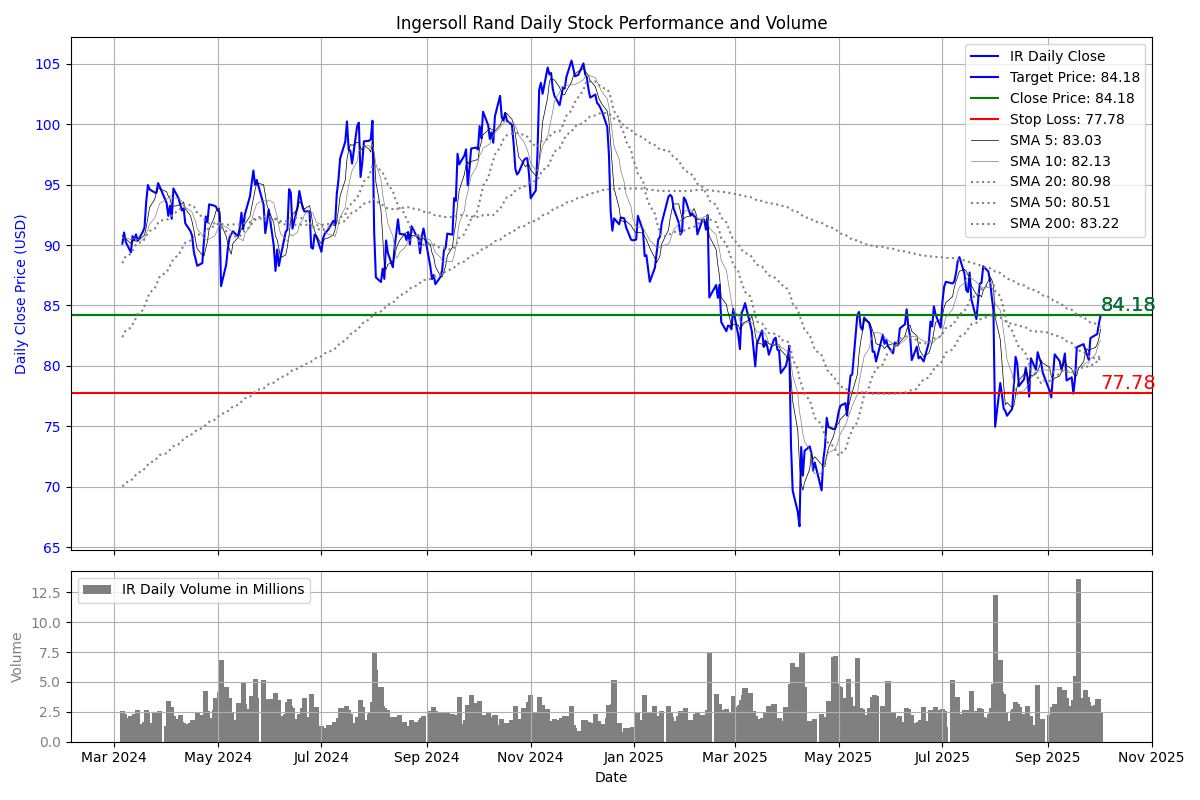 Ingersoll Rand Daily Stock Performance and Volume
Daily Close Price (USD)
105
100
95
90
85
80
75
70
65
IR Daily Close
Target Price: 84.18
Close Price: 84.18
Stop Loss: 77.78
SMA 5: 83.03
SMA 10: 82.13
SMA 20: 80.98
SMA 50: 80.51
SMA 200: 83.22
84.18
77.78
Volume
12.5
10.0
7.5
5.0
2.5
0.0
IR Daily Volume in Millions
Mar 2024 May 2024 Jul 2024 Sep 2024 Nov 2024 Jan 2025 Mar 2025 May 2025 Jul 2025 Sep 2025 Nov 2025
Date